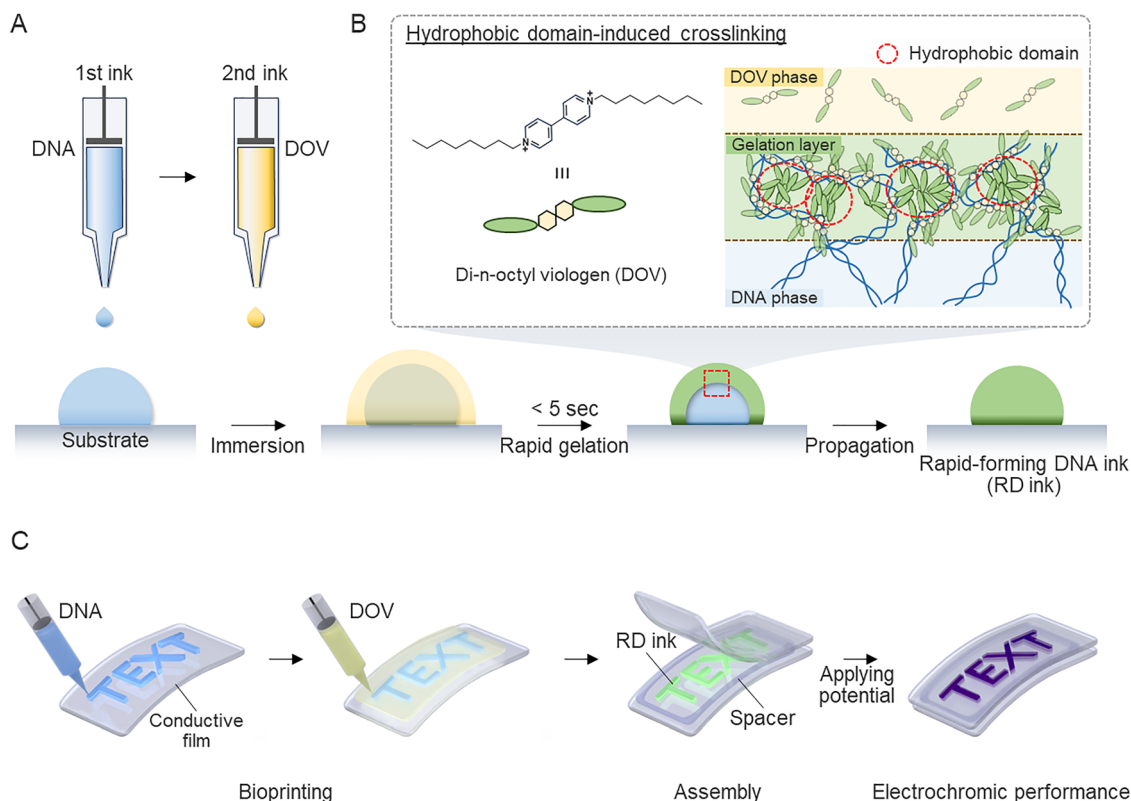 A
1st ink
2nd ink
DNA
DOV
B
Hydrophobic domain-induced crosslinking
N
+
N
+
≡
Di-n-octyl viologen (DOV)
Hydrophobic domain
DOV phase
Gelation layer
DNA phase
Substrate
Immersion
< 5 sec
Rapid gelation
Propagation
Rapid-forming DNA ink
(RD ink)
C
DNA
TEXT
Conductive
film
DOV
TEXT
Bioprinting
RD ink
TEXT
Spacer
Assembly
Applying
potential
TEXT
Electrochromic performance